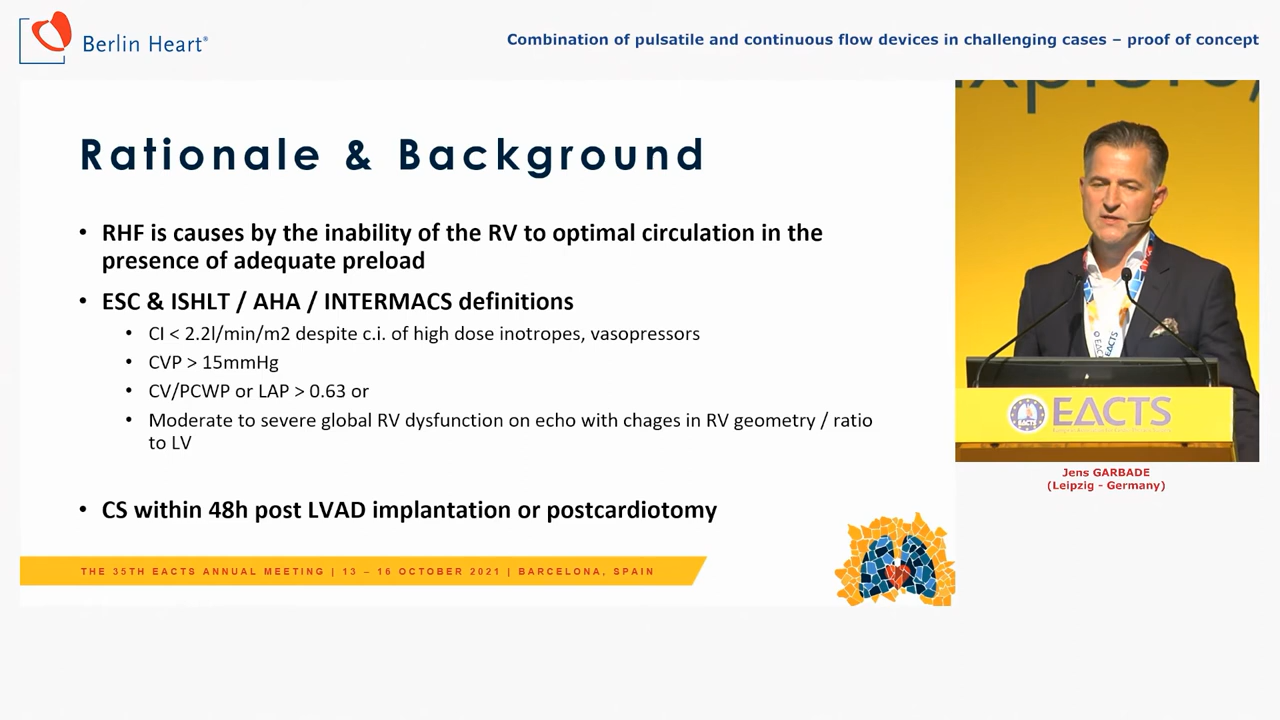 Berlin Heart®
Combination of pulsatile and continuous flow devices in challenging cases – proof of concept
Rationale & Background
• RHF is causes by the inability of the RV to optimal circulation in the
presence of adequate preload
• ESC & ISHLT / AHA / INTERMACS definitions
• CI < 2.2l/min/m2 despite c.i. of high dose inotropes, vasopressors
• CVP > 15mmHg
• CV/PCWP or LAP > 0.63 or
• Moderate to severe global RV dysfunction on echo with chages in RV geometry / ratio
to LV
• CS within 48h post LVAD implantation or postcardiotomy
THE 35TH EACTS ANNUAL MEETING | 13 – 16 OCTOBER 2021 | BARCELONA, SPAIN
EΔCTS
EΔCTS
Jens GARBADE
(Leipzig - Germany)